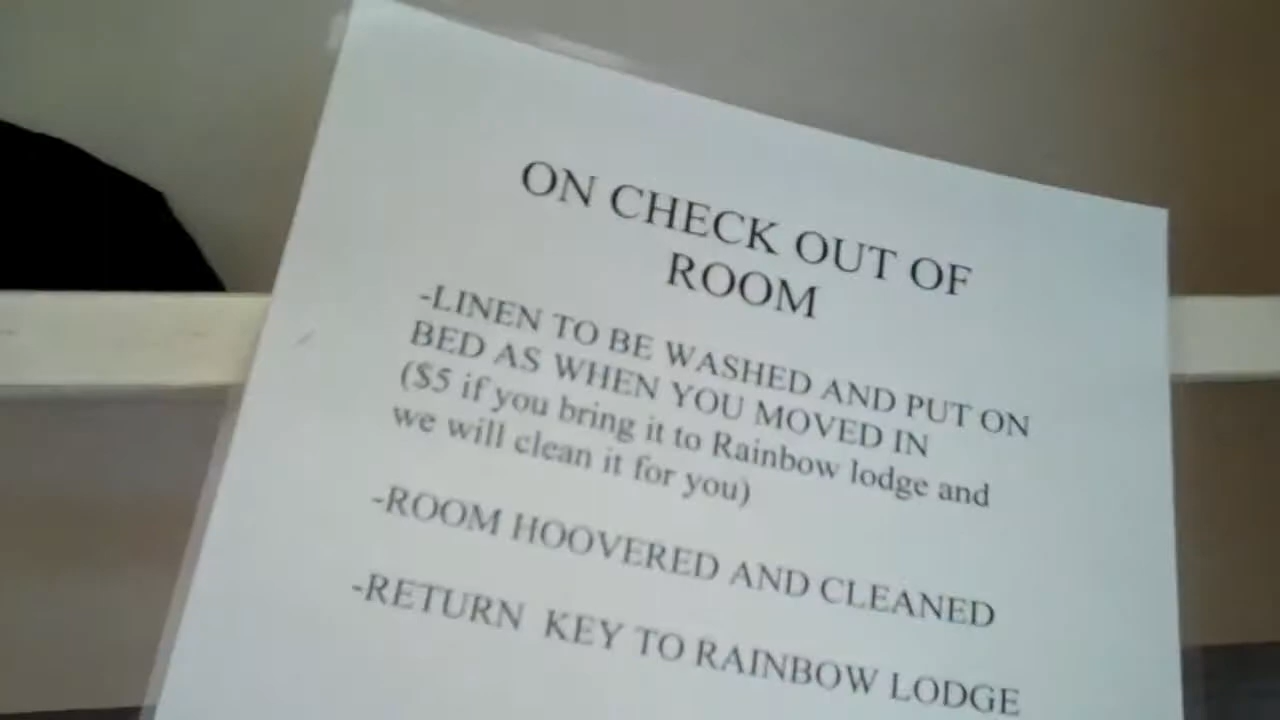 ON CHECK OUT OF
ROOM
-LINEN TO BE WASHED AND PUT ON
BED AS WHEN YOU MOVED IN
($5 if you bring it to Rainbow lodge and
we will clean it for you)
-ROOM HOOVERED AND CLEANED
-RETURN KEY TO RAINBOW LODGE